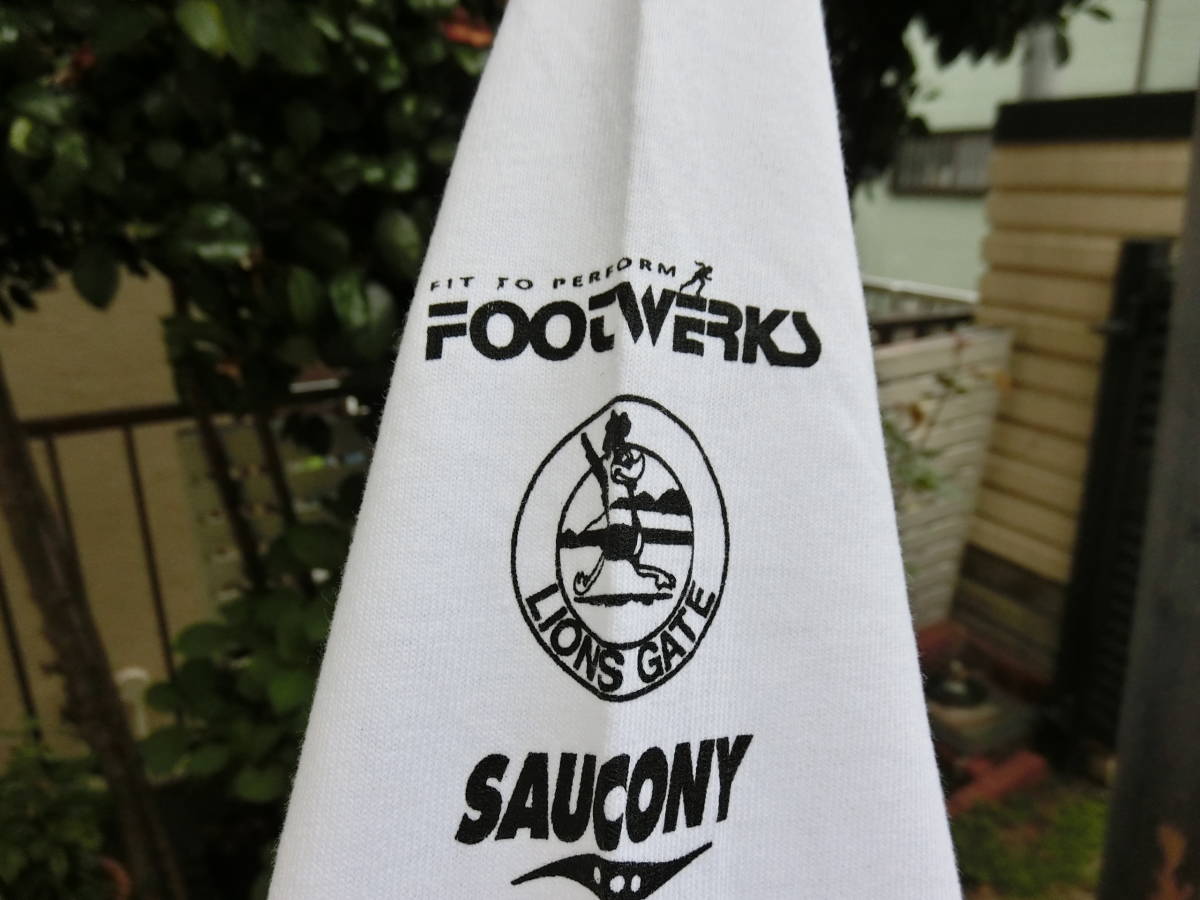 FIT TO PERFORM
FOOTWERKS
LIONS GATE
SAUCONY